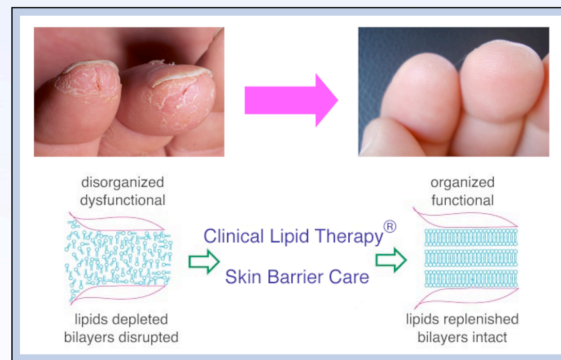 disorganized
dysfunctional
organized
functional
Clinical Lipid Therapy®
Skin Barrier Care
lipids depleted
bilayers disrupted
lipids replenished
bilayers intact